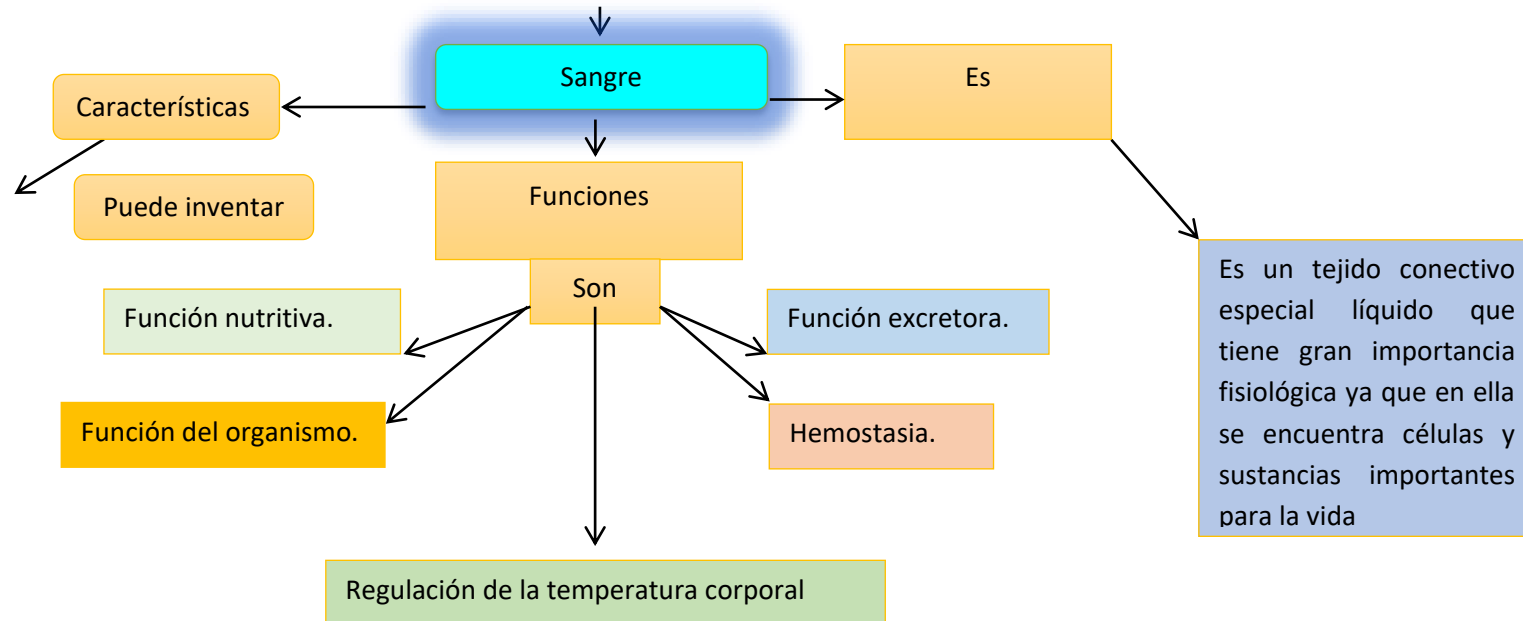 Sangre
Es
Características
Puede inventar
Funciones
Son
Función nutritiva.
Función excretora.
Función del organismo.
Hemostasia.
Regulación de la temperatura corporal
Es un tejido conectivo
especial líquido que
tiene gran importancia
fisiológica ya que en ella
se encuentra células y
sustancias importantes
para la vida